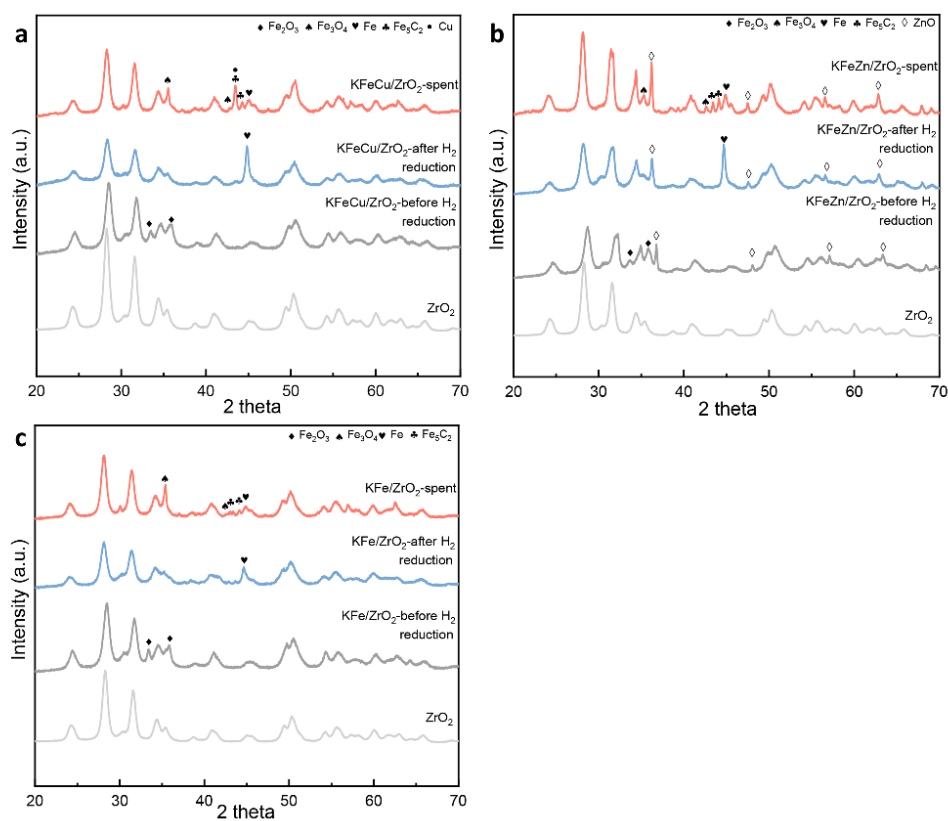 a
♦ Fe₂O₃ ♠ Fe₃O₄ ♥ Fe ♣ Fe₅C₂ • Cu
KFeCu/ZrO₂-spent
KFeCu/ZrO₂-after H₂
reduction
KFeCu/ZrO₂-before H₂
reduction
ZrO₂
Intensity (a.u.)
20 30 40 50 60 70
2 theta
b
♦ Fe₂O₃ ♠ Fe₃O₄ ♥ Fe ♣ Fe₅C₂ ◊ ZnO
KFeZn/ZrO₂-spent
KFeZn/ZrO₂-after H₂
reduction
KFeZn/ZrO₂-before H₂
reduction
ZrO₂
Intensity (a.u.)
20 30 40 50 60 70
2 theta
c
♦ Fe₂O₃ ♠ Fe₃O₄ ♥ Fe ♣ Fe₅C₂
KFe/ZrO₂-spent
KFe/ZrO₂-after H₂
reduction
KFe/ZrO₂-before H₂
reduction
ZrO₂
Intensity (a.u.)
20 30 40 50 60 70
2 theta